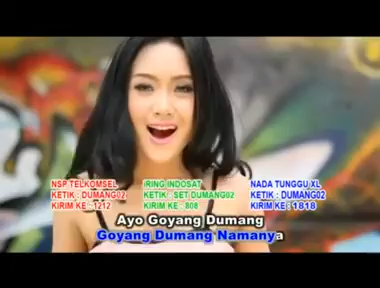 NSP TELKOMSEL
KETIK : DUMANG02
KIRIM KE : 1212
iRING INDOSAT
KETIK : SET DUMANG02
KIRIM KE : 808
NADA TUNGGU XL
KETIK : DUMANG02
KIRIM KE : 1818
Ayo Goyang Dumang
Goyang Dumang Namanya